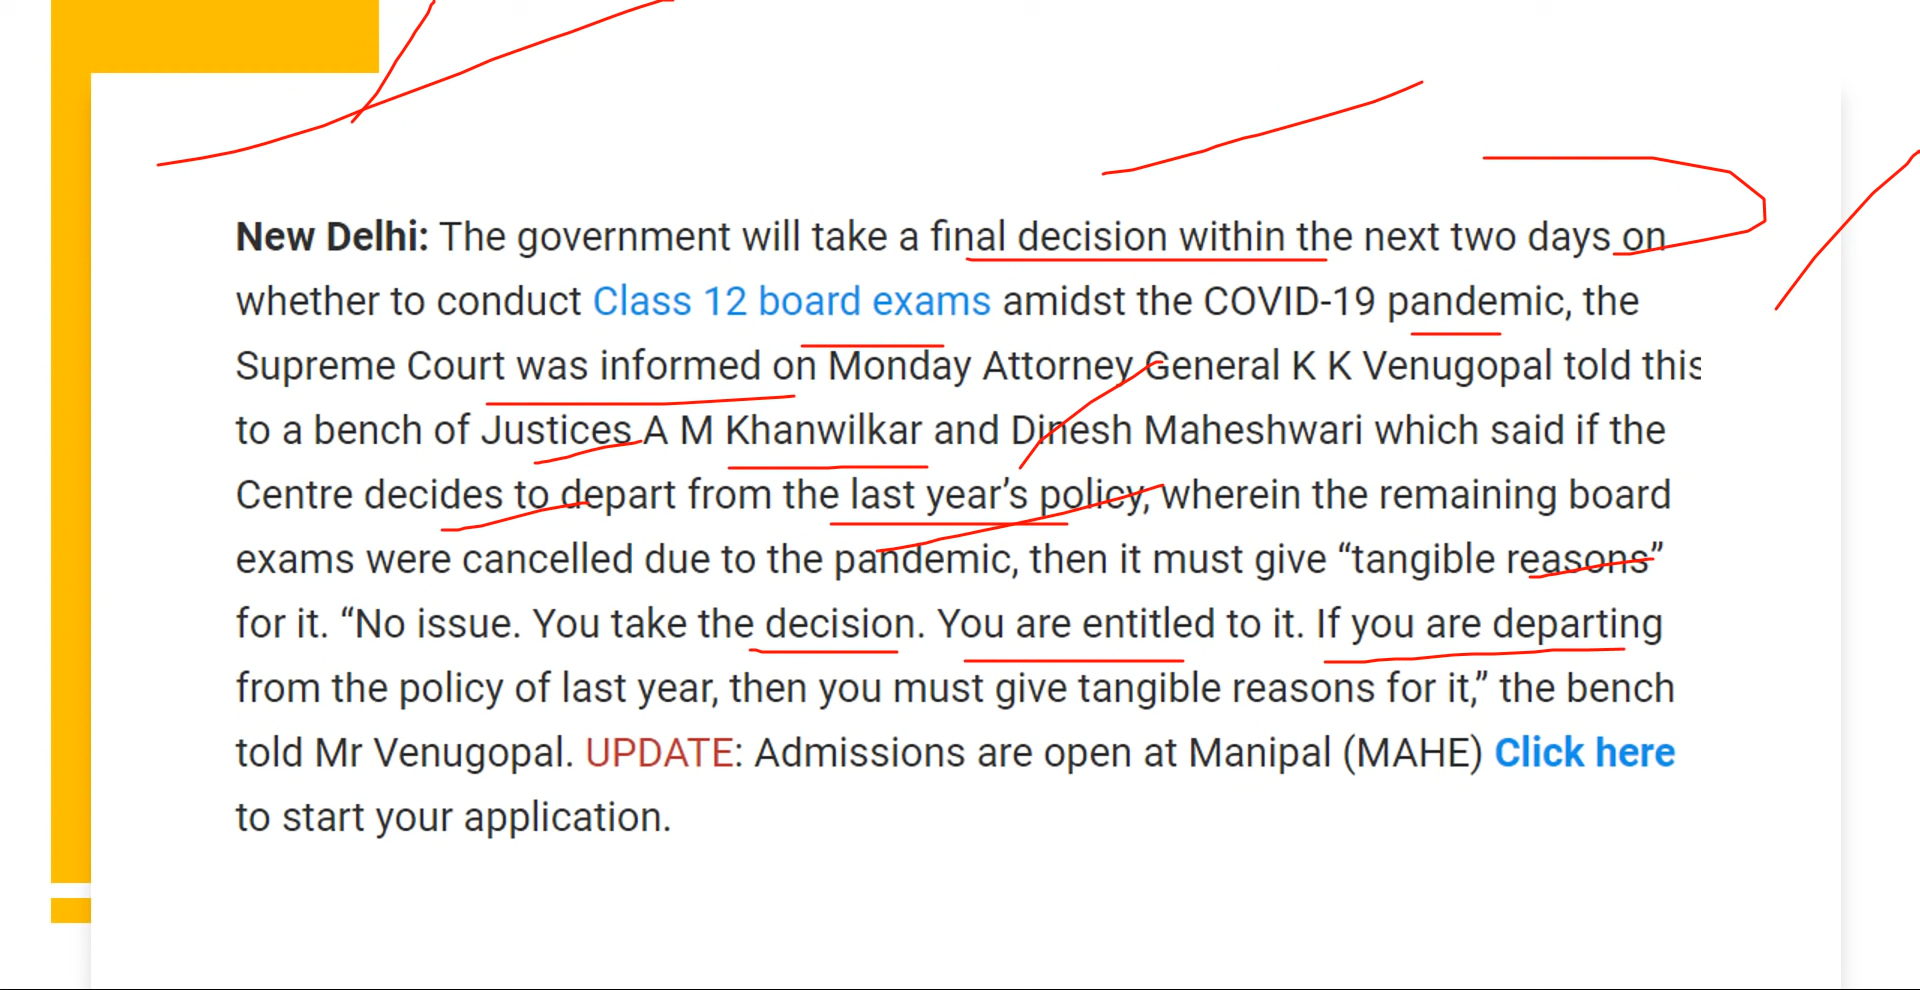 New Delhi: The government will take a final decision within the next two days on
whether to conduct Class 12 board exams amidst the COVID-19 pandemic, the
Supreme Court was informed on Monday Attorney General K K Venugopal told this
to a bench of Justices A M Khanwilkar and Dinesh Maheshwari which said if the
Centre decides to depart from the last year’s policy, wherein the remaining board
exams were cancelled due to the pandemic, then it must give “tangible reasons”
for it. “No issue. You take the decision. You are entitled to it. If you are departing
from the policy of last year, then you must give tangible reasons for it,” the bench
told Mr Venugopal. UPDATE: Admissions are open at Manipal (MAHE) Click here
to start your application.